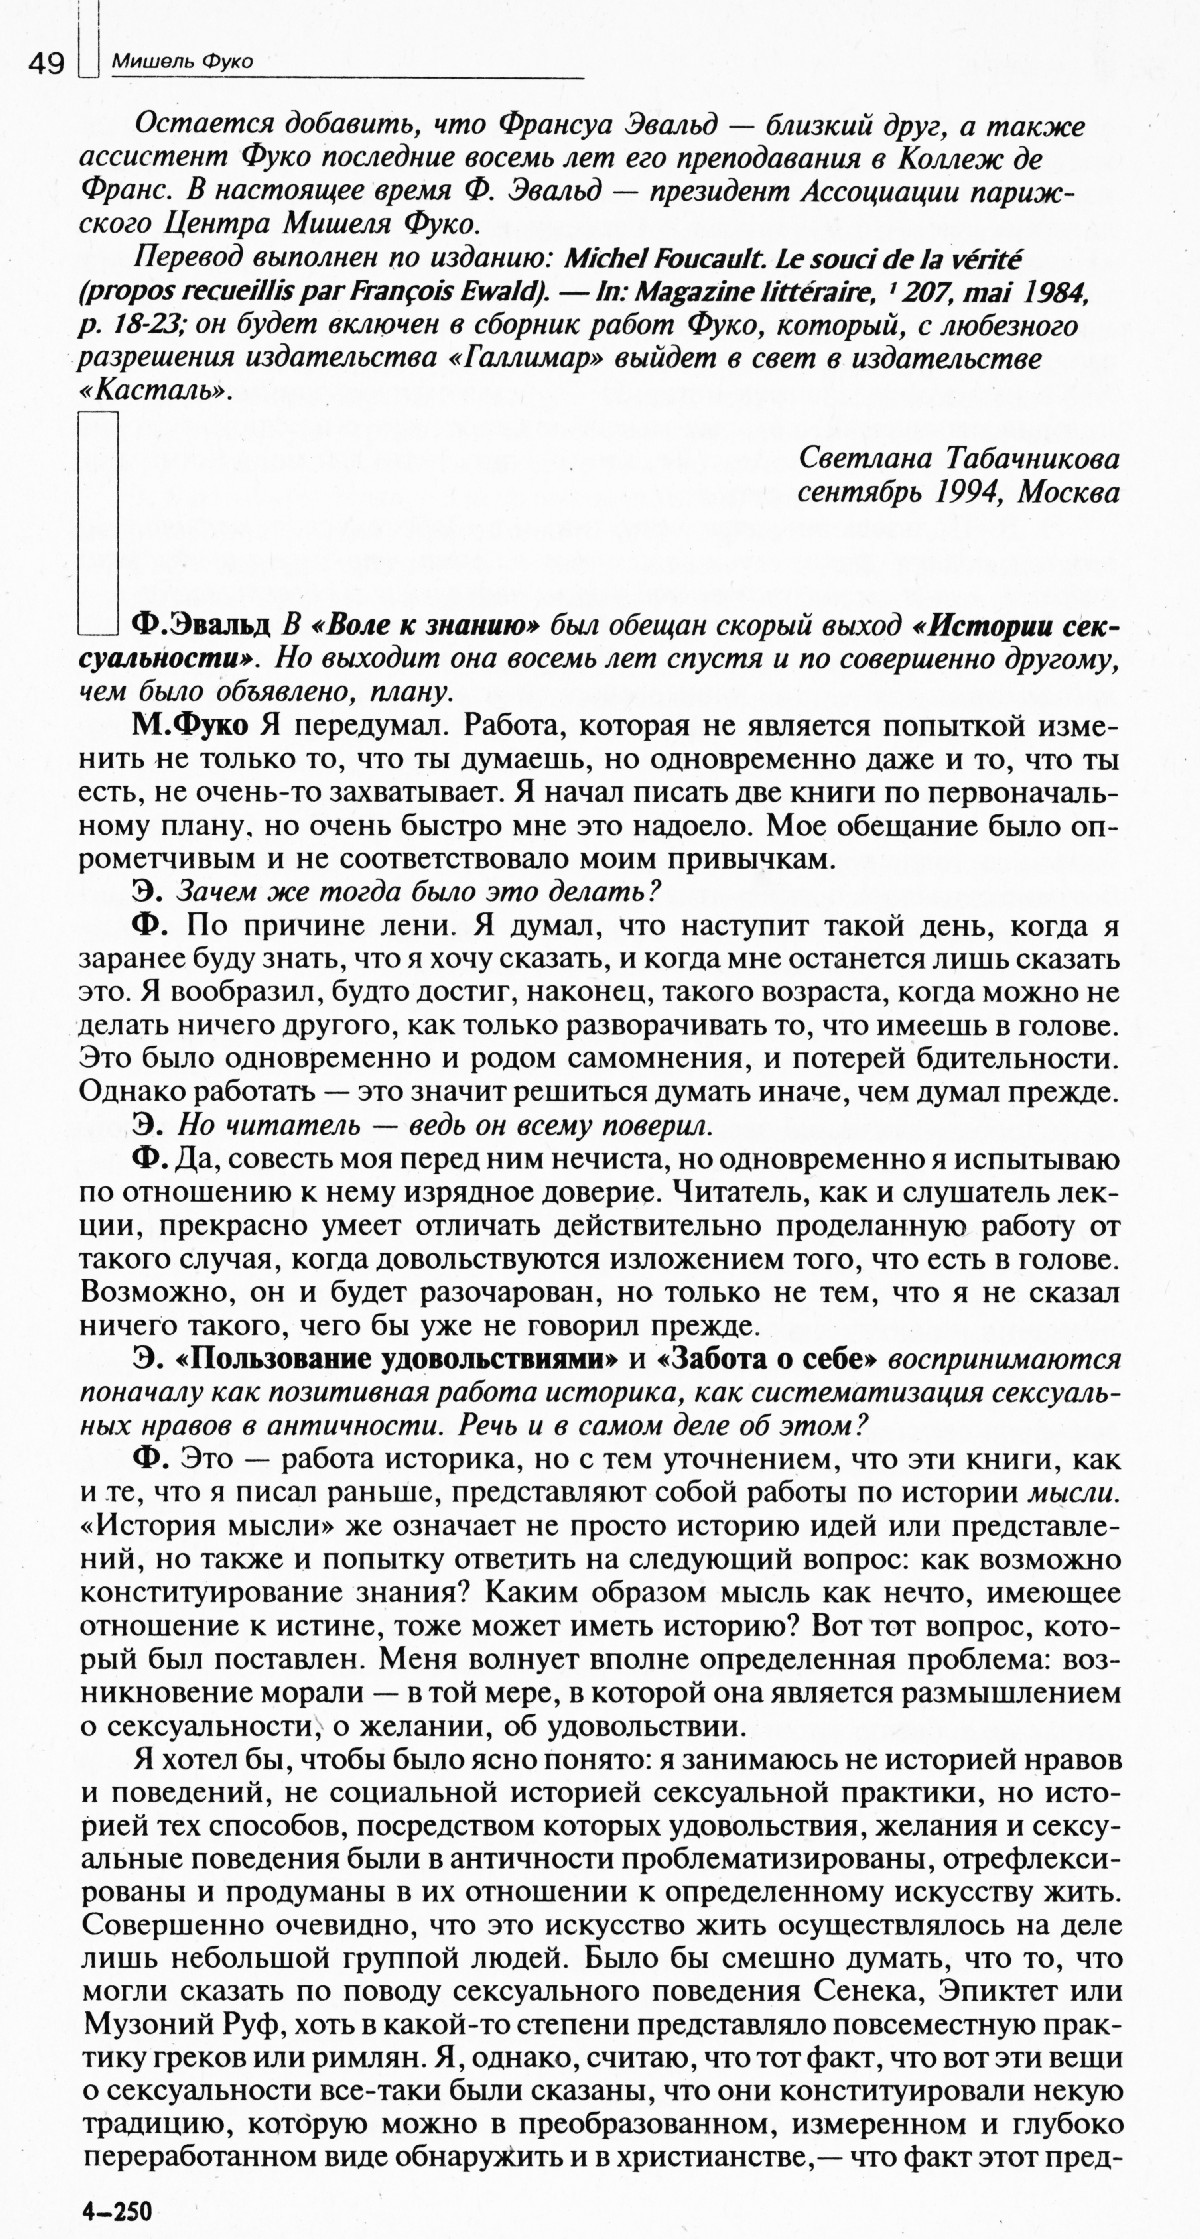 49
Мишель Фуко
Остается добавить, что Франсуа Эвальд — близкий друг, а также
ассистент Фуко последние восемь лет его преподавания в Коллеж де
Франс. В настоящее время Ф. Эвальд — президент Ассоциации париж-
ского Центра Мишеля Фуко.
Перевод выполнен по изданию: Michel Foucault. Le souci de la vérité
(propos recueillis par François Ewald). — In: Magazine littéraire, ¹ 207, mai 1984,
p. 18-23; он будет включен в сборник работ Фуко, который, с любезного
разрешения издательства «Галлимар» выйдет в свет в издательстве
«Касталь».
Светлана Табачникова
сентябрь 1994, Москва
Ф.Эвальд В «Воле к знанию» был обещан скорый выход «Истории сек-
суальности». Но выходит она восемь лет спустя и по совершенно другому,
чем было объявлено, плану.
М.Фуко Я передумал. Работа, которая не является попыткой изме-
нить не только то, что ты думаешь, но одновременно даже и то, что ты
есть, не очень-то захватывает. Я начал писать две книги по первоначаль-
ному плану, но очень быстро мне это надоело. Мое обещание было оп-
рометчивым и не соответствовало моим привычкам.
Э. Зачем же тогда было это делать?
Ф. По причине лени. Я думал, что наступит такой день, когда я
заранее буду знать, что я хочу сказать, и когда мне останется лишь сказать
это. Я вообразил, будто достиг, наконец, такого возраста, когда можно не
делать ничего другого, как только разворачивать то, что имеешь в голове.
Это было одновременно и родом самомнения, и потерей бдительности.
Однако работать — это значит решиться думать иначе, чем думал прежде.
Э. Но читатель — ведь он всему поверил.
Ф. Да, совесть моя перед ним нечиста, но одновременно я испытываю
по отношению к нему изрядное доверие. Читатель, как и слушатель лек-
ции, прекрасно умеет отличать действительно проделанную работу от
такого случая, когда довольствуются изложением того, что есть в голове.
Возможно, он и будет разочарован, но только не тем, что я не сказал
ничего такого, чего бы уже не говорил прежде.
Э. «Пользование удовольствиями» и «Забота о себе» воспринимаются
поначалу как позитивная работа историка, как систематизация сексуаль-
ных нравов в античности. Речь и в самом деле об этом?
Ф. Это — работа историка, но с тем уточнением, что эти книги, как
и те, что я писал раньше, представляют собой работы по истории мысли.
«История мысли» же означает не просто историю идей или представле-
ний, но также и попытку ответить на следующий вопрос: как возможно
конституирование знания? Каким образом мысль как нечто, имеющее
отношение к истине, тоже может иметь историю? Вот тот вопрос, кото-
рый был поставлен. Меня волнует вполне определенная проблема: воз-
никновение морали — в той мере, в которой она является размышлением
о сексуальности, о желании, об удовольствии.
Я хотел бы, чтобы было ясно понято: я занимаюсь не историей нравов
и поведений, не социальной историей сексуальной практики, но исто-
рией тех способов, посредством которых удовольствия, желания и сексу-
альные поведения были в античности проблематизированы, отрефлекси-
рованы и продуманы в их отношении к определенному искусству жить.
Совершенно очевидно, что это искусство жить осуществлялось на деле
лишь небольшой группой людей. Было бы смешно думать, что то, что
могли сказать по поводу сексуального поведения Сенека, Эпиктет или
Музоний Руф, хоть в какой-то степени представляло повсеместную прак-
тику греков или римлян. Я, однако, считаю, что тот факт, что вот эти вещи
о сексуальности все-таки были сказаны, что они конституировали некую
традицию, которую можно в преобразованном, измеренном и глубоко
переработанном виде обнаружить и в христианстве,— что факт этот пред-
4–250